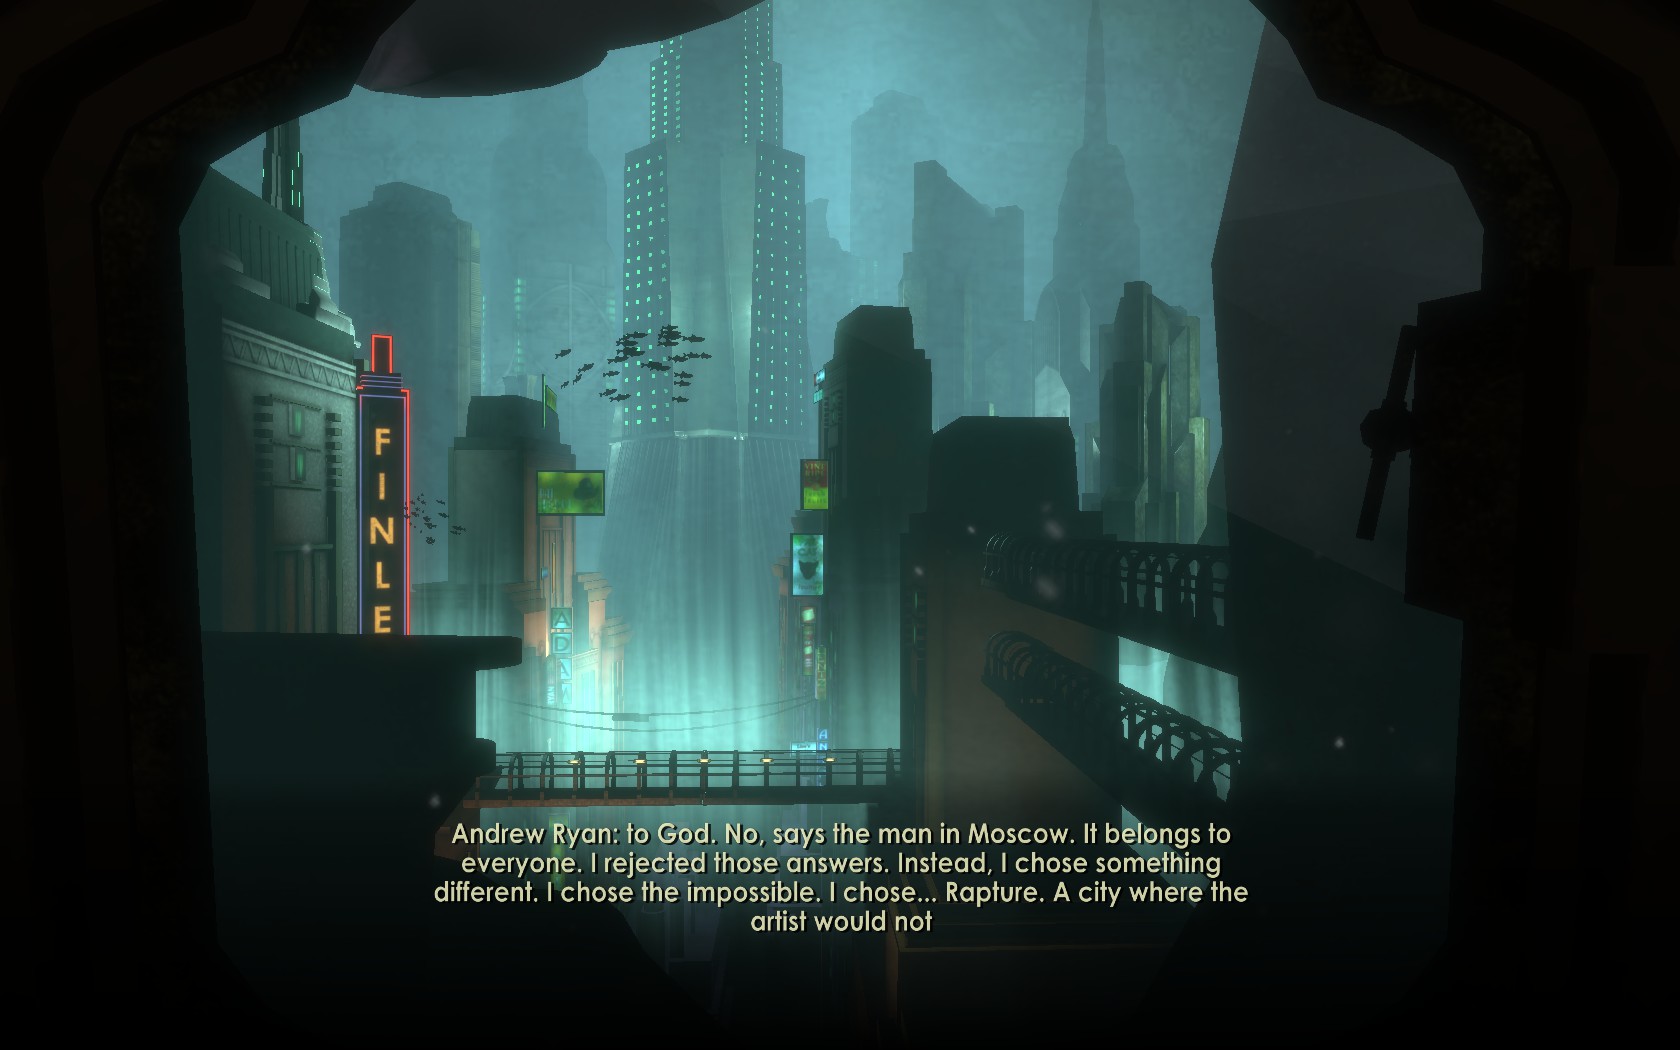 FINLE
ADAM
Andrew Ryan: to God. No, says the man in Moscow. It belongs to
everyone. I rejected those answers. Instead, I chose something
different. I chose the impossible. I chose... Rapture. A city where the
artist would not